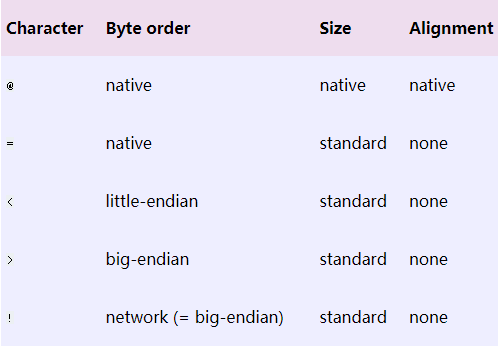 Character Byte order Size Alignment
@ native native native
= native standard none
< little-endian standard none
> big-endian standard none
! network (= big-endian) standard none